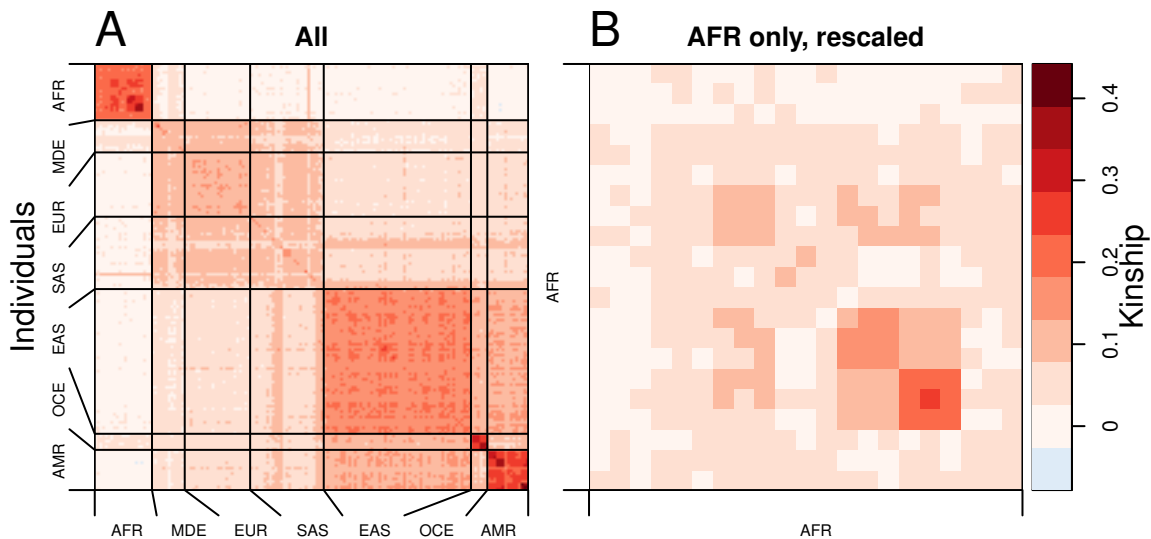 A
All
B
AFR only, rescaled
Individuals
AFR
MDE
EUR
SAS
EAS
OCE
AMR
AFR
MDE
EUR
SAS
EAS
OCE
AMR
AFR
AFR
0.4
0.3
0.2
0.1
0
Kinship